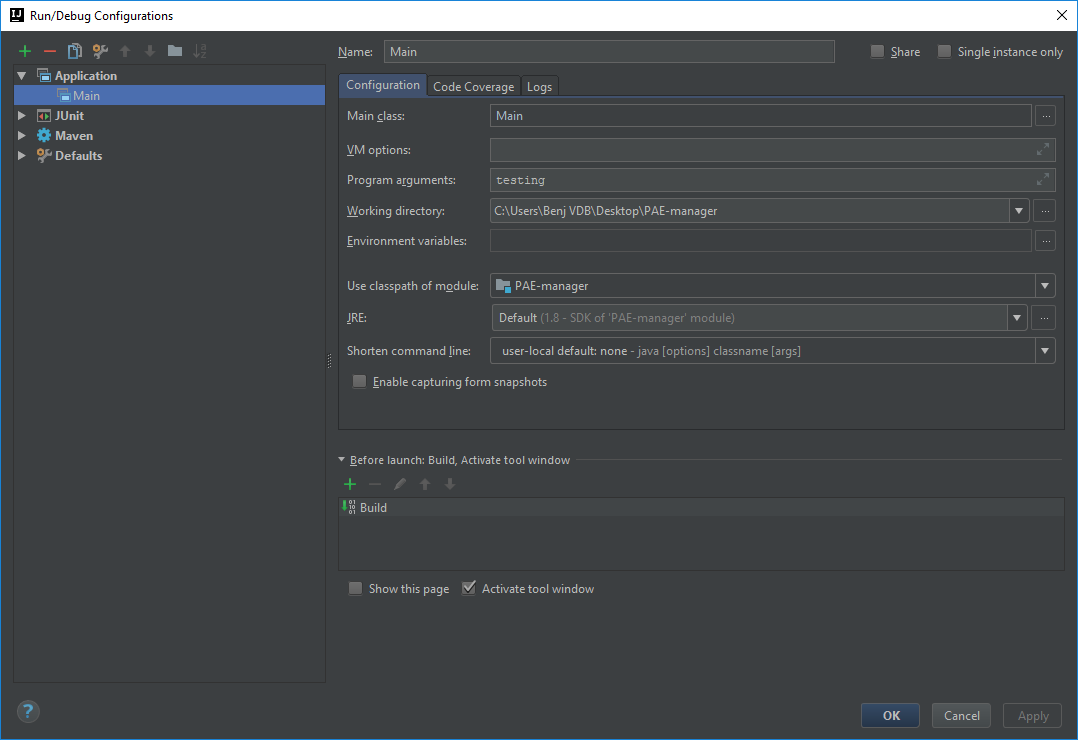 Run/Debug Configurations
Application
Main
JUnit
Maven
Defaults
Name: Main
Share
Single instance only
Configuration Code Coverage Logs
Main class: Main ...
VM options:
Program arguments: testing
Working directory: C:\Users\Benj VDB\Desktop\PAE-manager ...
Environment variables: ...
Use classpath of module: PAE-manager
JRE: Default (1.8 - SDK of 'PAE-manager' module) ...
Shorten command line: user-local default: none - java [options] classname [args]
Enable capturing form snapshots
Before launch: Build, Activate tool window
Build
Show this page Activate tool window
? OK Cancel Apply